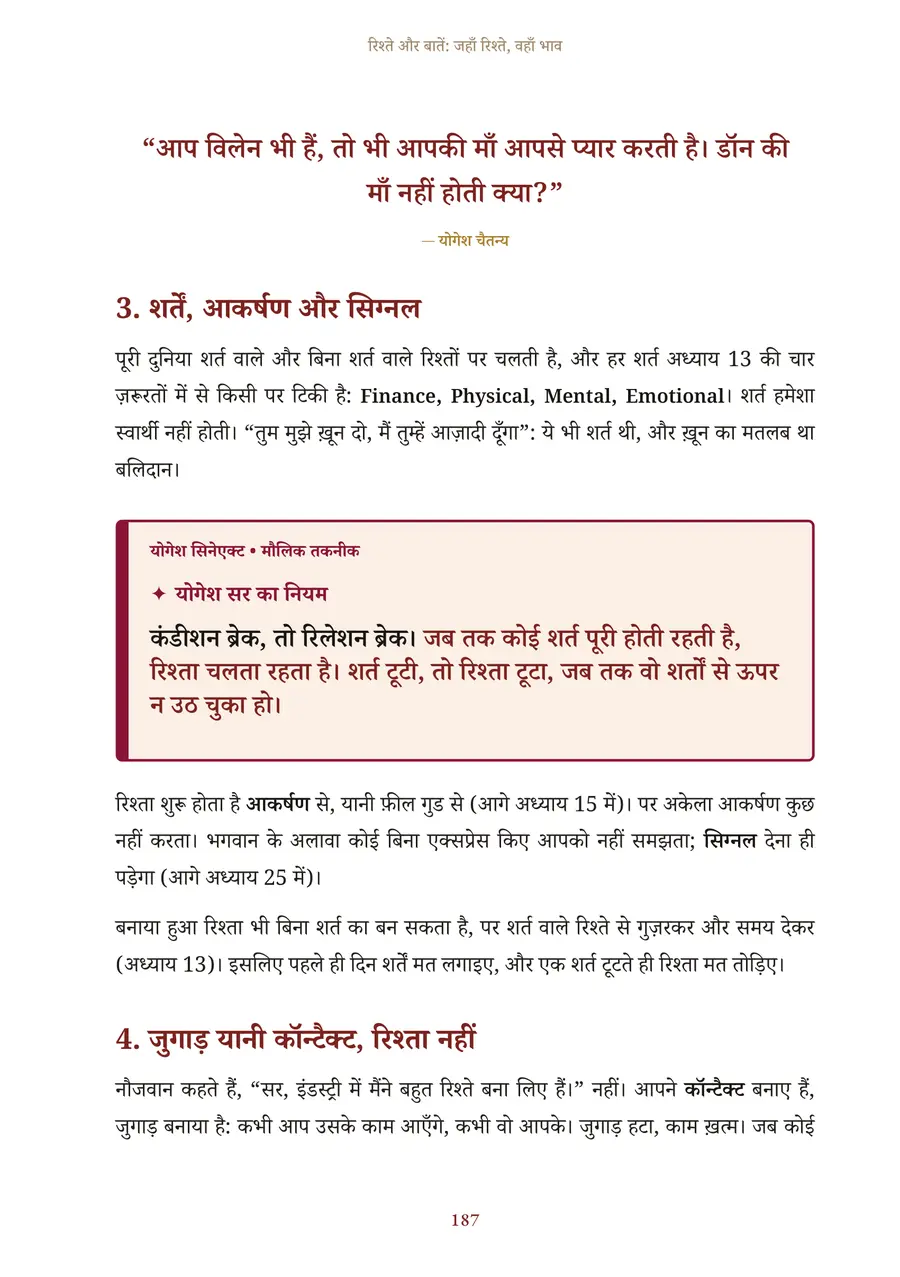 रिश्ते और बातें: जहाँ रिश्ते, वहाँ भाव
“आप विलेन भी हैं, तो भी आपकी माँ आपसे प्यार करती है। डॉन की
माँ नहीं होती क्या?”
— योगेश चैतन्य
3. शर्तें, आकर्षण और सिग्नल
पूरी दुनिया शर्त वाले और बिना शर्त वाले रिश्तों पर चलती है, और हर शर्त अध्याय 13 की चार
ज़रूरतों में से किसी पर टिकी है: Finance, Physical, Mental, Emotional। शर्त हमेशा
स्वार्थी नहीं होती। “तुम मुझे ख़ून दो, मैं तुम्हें आज़ादी दूँगा”: ये भी शर्त थी, और ख़ून का मतलब था
बलिदान।
योगेश सिनेएक्ट • मौलिक तकनीक
✦ योगेश सर का नियम
कंडीशन ब्रेक, तो रिलेशन ब्रेक। जब तक कोई शर्त पूरी होती रहती है,
रिश्ता चलता रहता है। शर्त टूटी, तो रिश्ता टूटा, जब तक वो शर्तों से ऊपर
न उठ चुका हो।
रिश्ता शुरू होता है आकर्षण से, यानी फ़ील गुड से (आगे अध्याय 15 में)। पर अकेला आकर्षण कुछ
नहीं करता। भगवान के अलावा कोई बिना एक्सप्रेस किए आपको नहीं समझता; सिग्नल देना ही
पड़ेगा (आगे अध्याय 25 में)।
बनाया हुआ रिश्ता भी बिना शर्त का बन सकता है, पर शर्त वाले रिश्ते से गुज़रकर और समय देकर
(अध्याय 13)। इसलिए पहले ही दिन शर्तें मत लगाइए, और एक शर्त टूटते ही रिश्ता मत तोड़िए।
4. जुगाड़ यानी कॉन्टैक्ट, रिश्ता नहीं
नौजवान कहते हैं, “सर, इंडस्ट्री में मैंने बहुत रिश्ते बना लिए हैं।” नहीं। आपने कॉन्टैक्ट बनाए हैं,
जुगाड़ बनाया है: कभी आप उसके काम आएँगे, कभी वो आपके। जुगाड़ हटा, काम ख़त्म। जब कोई
187